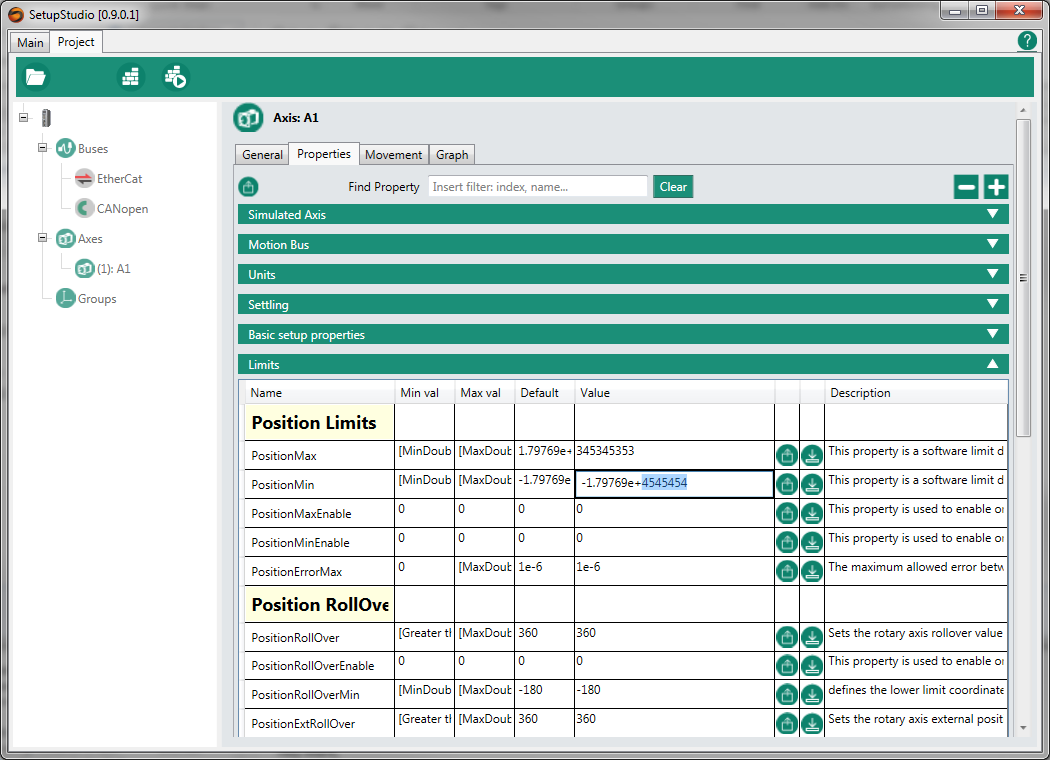 SetupStudio [0.9.0.1]
Main Project ?
Axis: A1
General Properties Movement Graph
Find Property Insert filter: index, name... Clear
Buses
EtherCat
CANopen
Axes
(1): A1
Groups
Simulated Axis
Motion Bus
Units
Settling
Basic setup properties
Limits
Name Min val Max val Default Value Description
Position Limits
PositionMax [MinDoub [MaxDoub 1.79769e+ 345345353 This property is a software limit d
PositionMin [MinDoub [MaxDoub -1.79769e -1.79769e+4545454 This property is a software limit d
PositionMaxEnable 0 0 0 0 This property is used to enable or
PositionMinEnable 0 0 0 0 This property is used to enable or
PositionErrorMax 0 [MaxDoub 1e-6 1e-6 The maximum allowed error betw
Position RollOve
PositionRollOver [Greater th [MaxDoub 360 360 Sets the rotary axis rollover value
PositionRollOverEnable 0 0 0 0 This property is used to enable or
PositionRollOverMin [MinDoub [MaxDoub -180 -180 defines the lower limit coordinate
PositionExtRollOver [Greater th [MaxDoub 360 360 Sets the rotary axis external posit